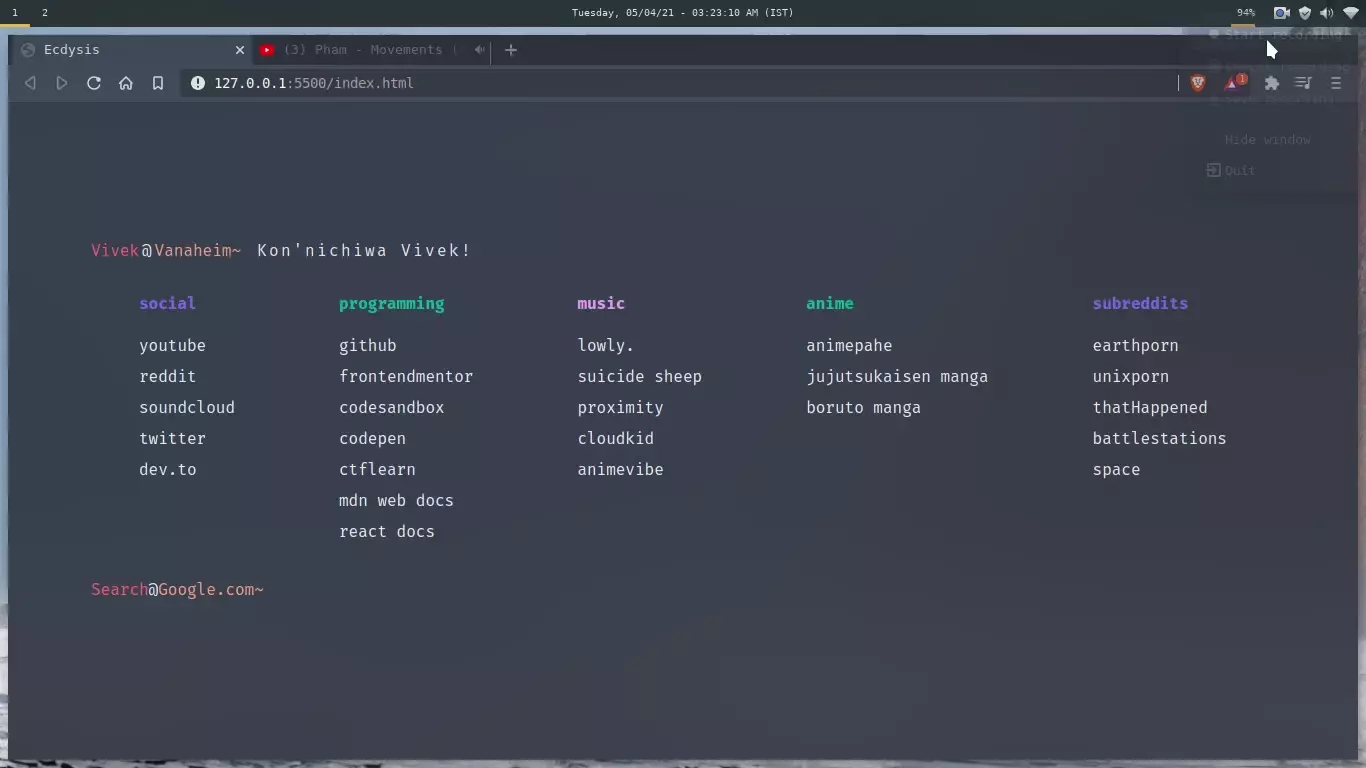 1 2 Tuesday, 05/04/21 - 03:23:10 AM (IST) 94%
Ecdysis (3) Pham - Movements (
Start recording
127.0.0.1:5500/index.html 1
Hide window
Quit
Vivek@Vanaheim~ Kon'nichiwa Vivek!
social programming music anime subreddits
youtube github lowly. animepahe earthporn
reddit frontendmentor suicide sheep jujutsukaisen manga unixporn
soundcloud codesandbox proximity boruto manga thatHappened
twitter codepen cloudkid battlestations
dev.to ctflearn animevibe space
mdn web docs
react docs
Search@Google.com~